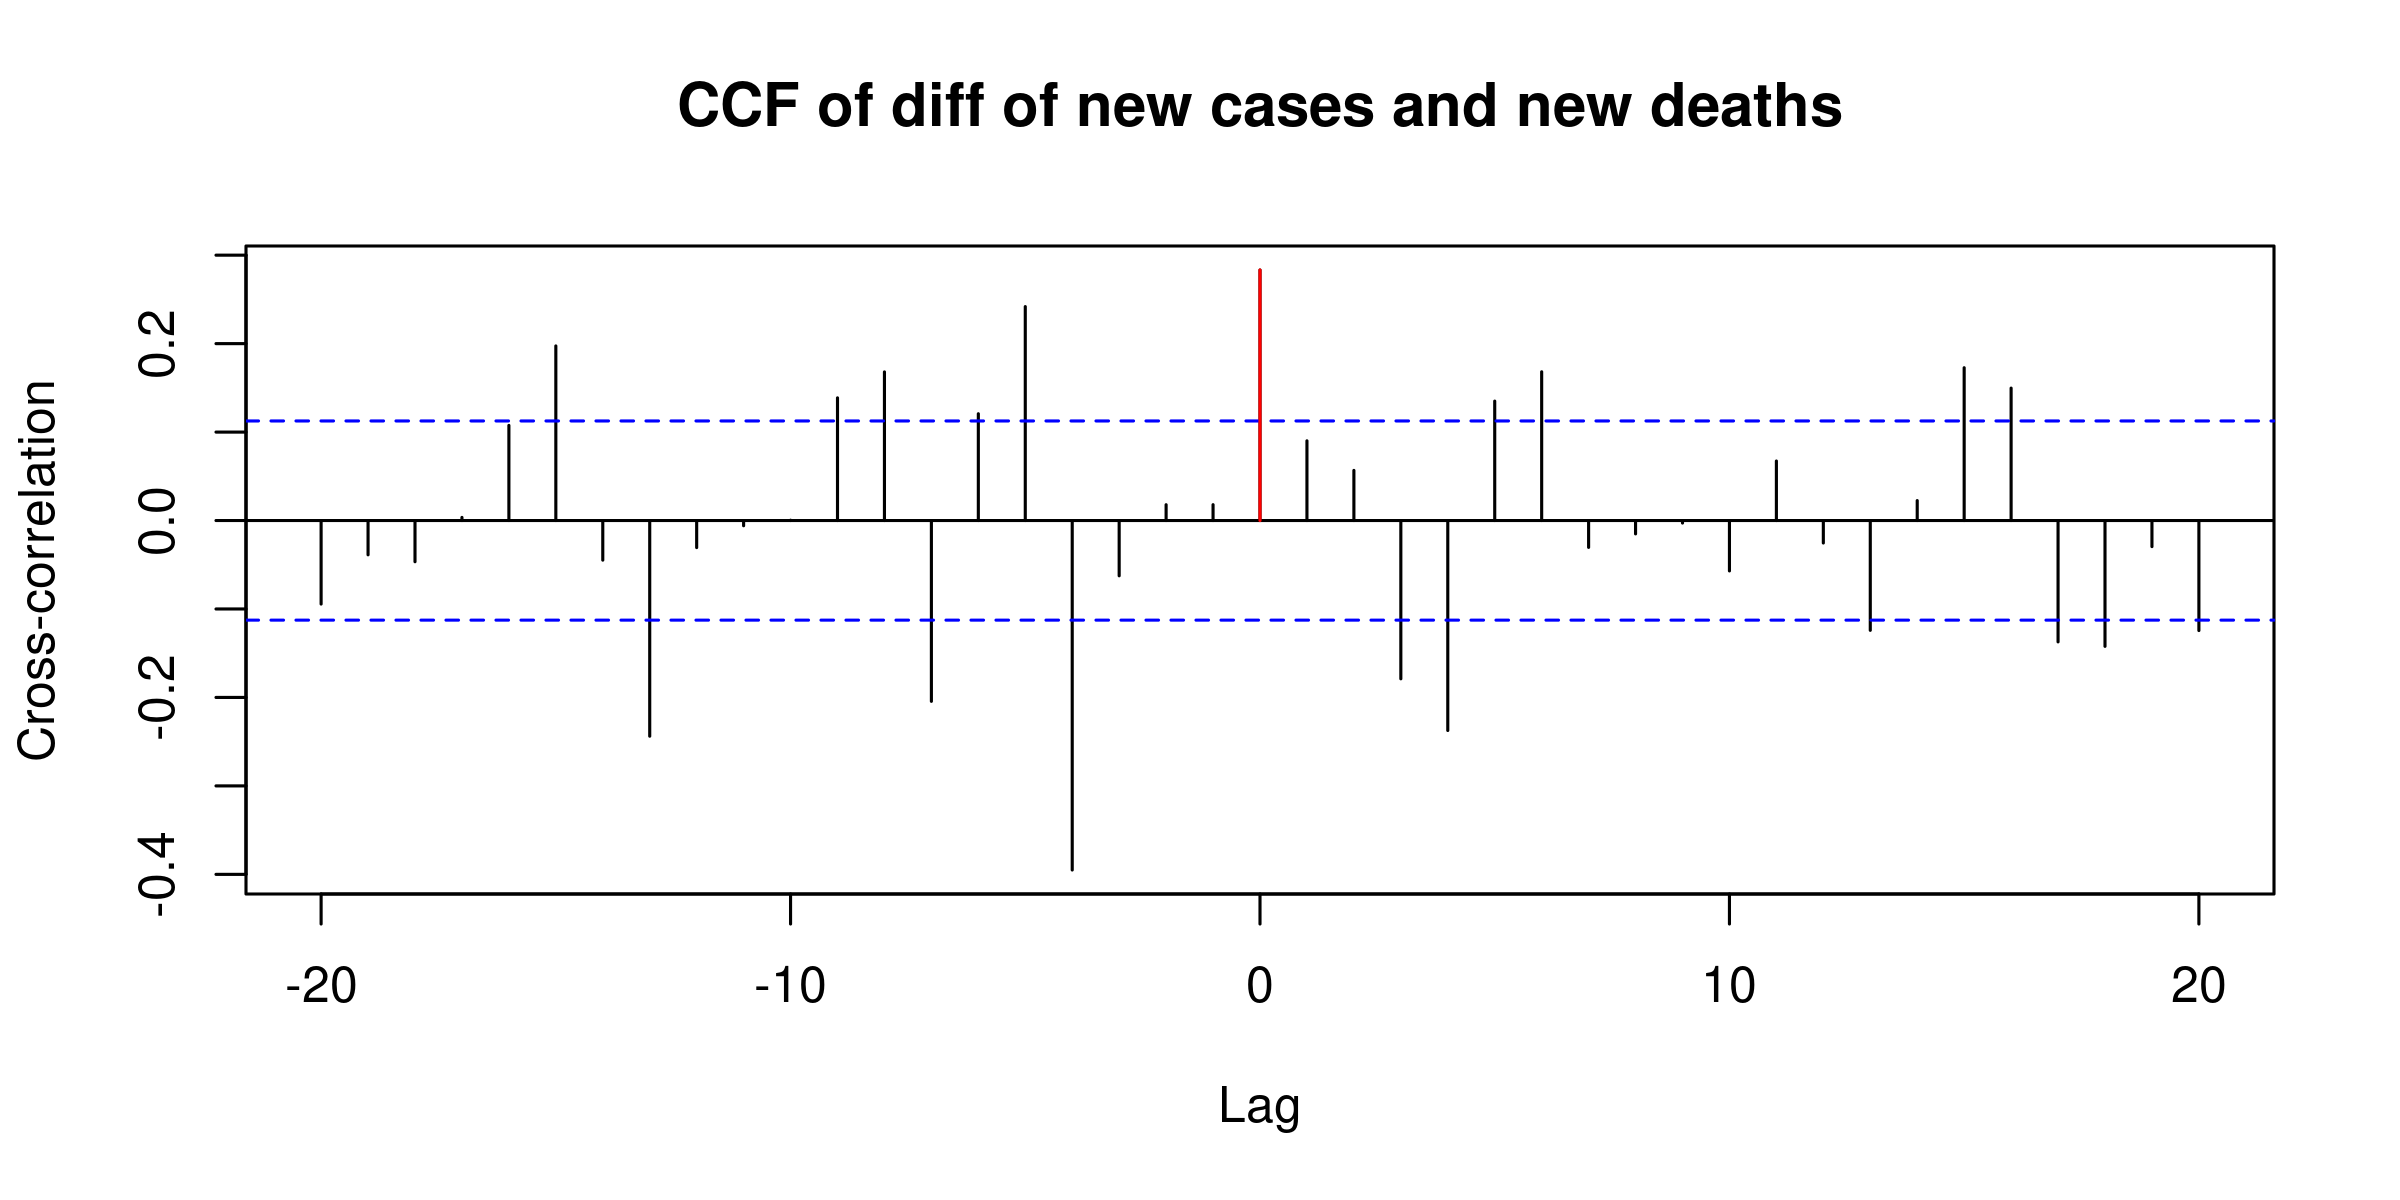 CCF of diff of new cases and new deaths
Cross-correlation
0.2
0.0
-0.2
-0.4
-20 -10 0 10 20
Lag